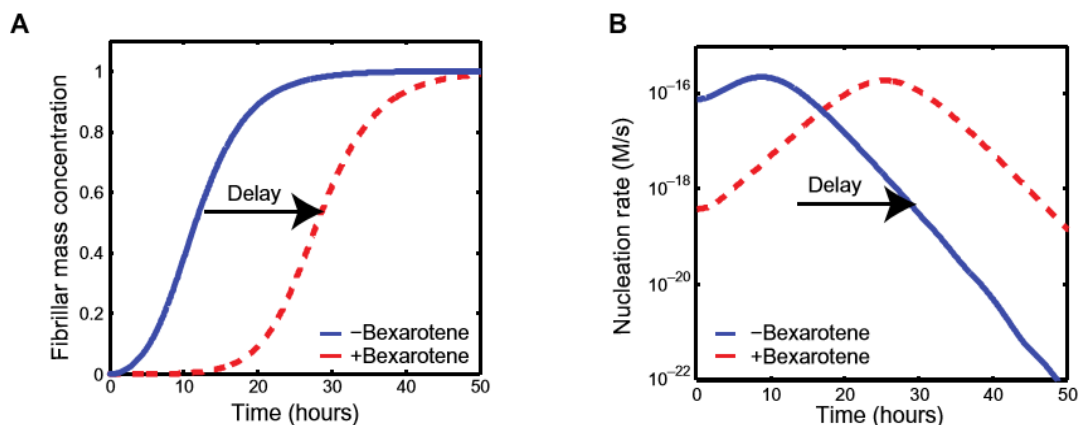 A
Fibrillar mass concentration
1
0.8
0.6
0.4
0.2
0
Delay
−Bexarotene
+Bexarotene
0 10 20 30 40 50
Time (hours)
B
Nucleation rate (M/s)
10⁻¹⁶
10⁻¹⁸
10⁻²⁰
10⁻²²
Delay
−Bexarotene
+Bexarotene
0 10 20 30 40 50
Time (hours)